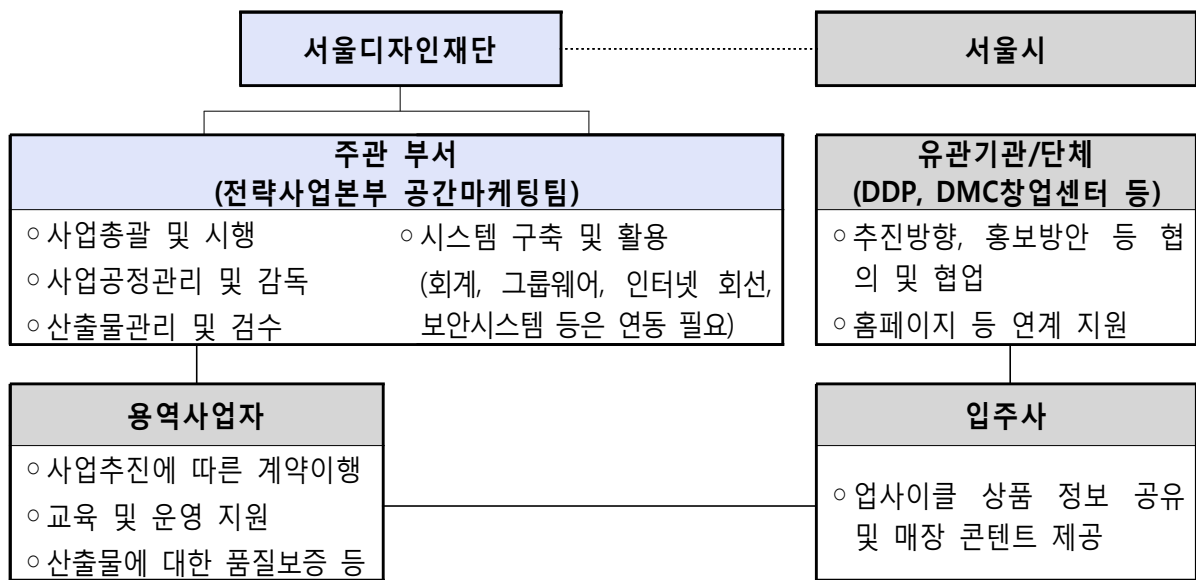 서울디자인재단
서울시
주관 부서
(전략사업본부 공간마케팅팀)
○사업총괄 및 시행
○사업공정관리 및 감독
○산출물관리 및 검수
○시스템 구축 및 활용
(회계, 그룹웨어, 인터넷 회선,
보안시스템 등은 연동 필요)
유관기관/단체
(DDP, DMC창업센터 등)
○추진방향, 홍보방안 등 협
의 및 협업
○홈페이지 등 연계 지원
용역사업자
○사업추진에 따른 계약이행
○교육 및 운영 지원
○산출물에 대한 품질보증 등
입주사
○업사이클 상품 정보 공유
및 매장 콘텐트 제공